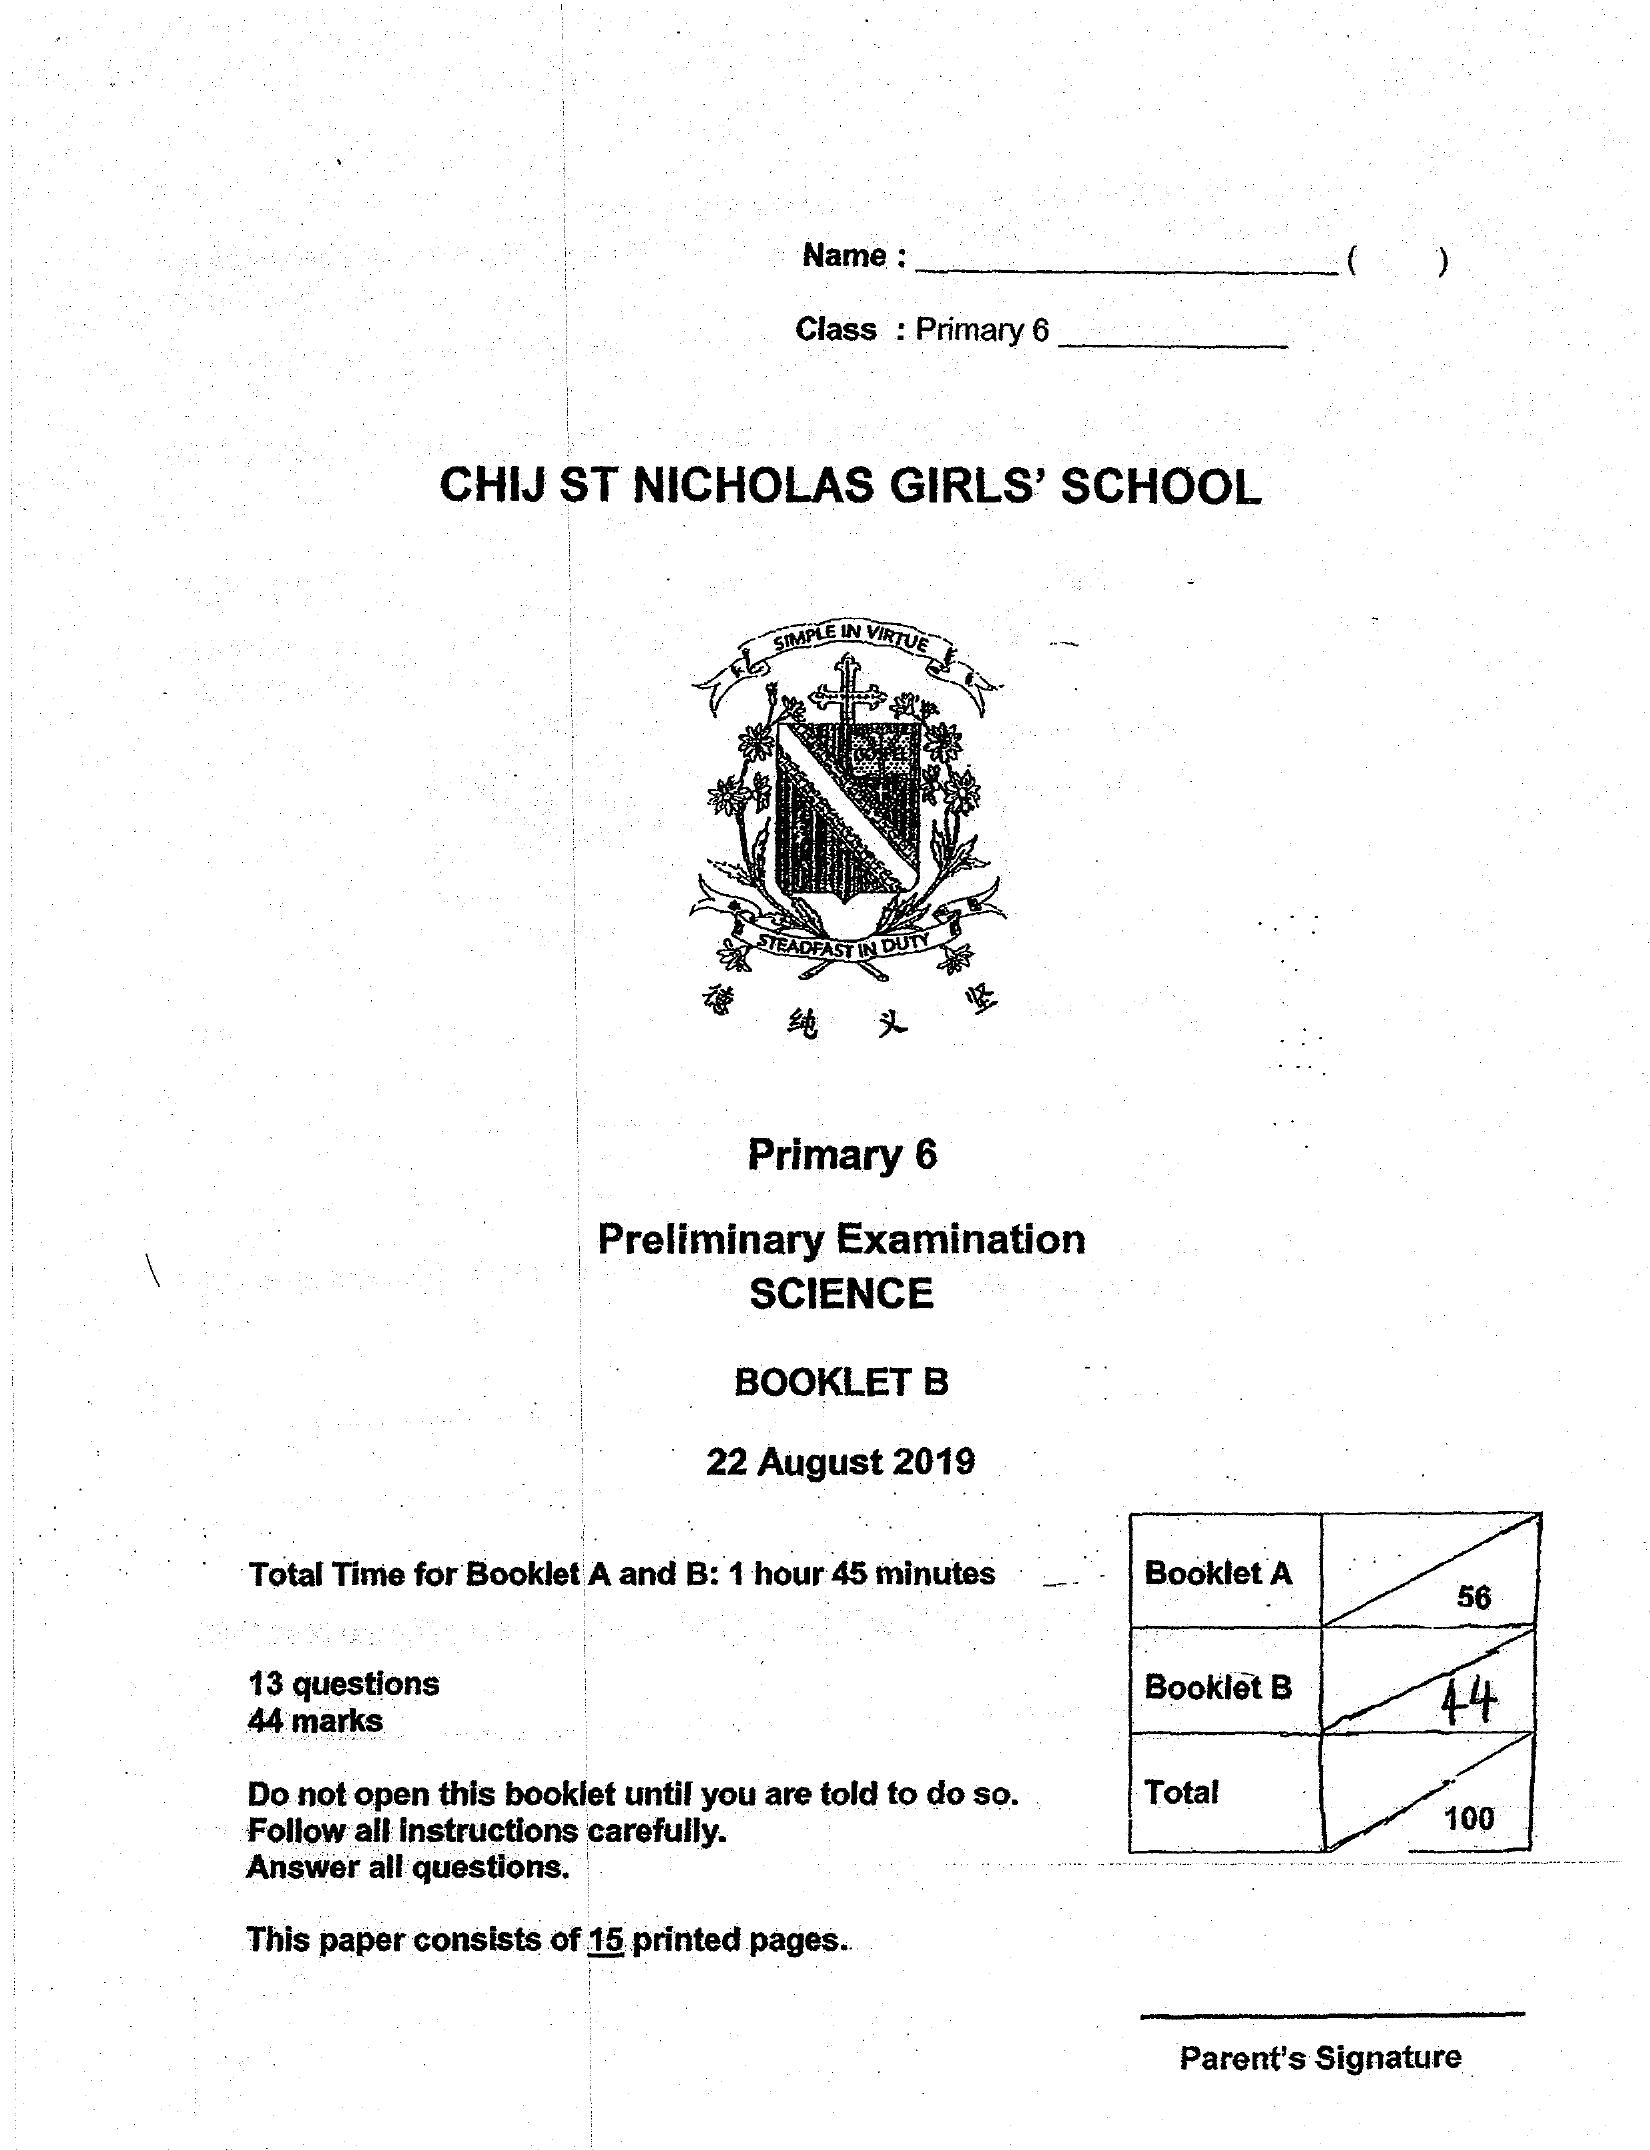 Name : ______________________ (      )
Class : Primary 6 ____________
CHIJ ST NICHOLAS GIRLS' SCHOOL
SIMPLE IN VIRTUE
STEADFAST IN DUTY
德 纯 义 坚
Primary 6
Preliminary Examination
SCIENCE
BOOKLET B
22 August 2019
Total Time for Booklet A and B: 1 hour 45 minutes
13 questions
44 marks
Do not open this booklet until you are told to do so.
Follow all instructions carefully.
Answer all questions.
This paper consists of 15 printed pages.
Booklet A 56
Booklet B 44
Total 100
Parent's Signature